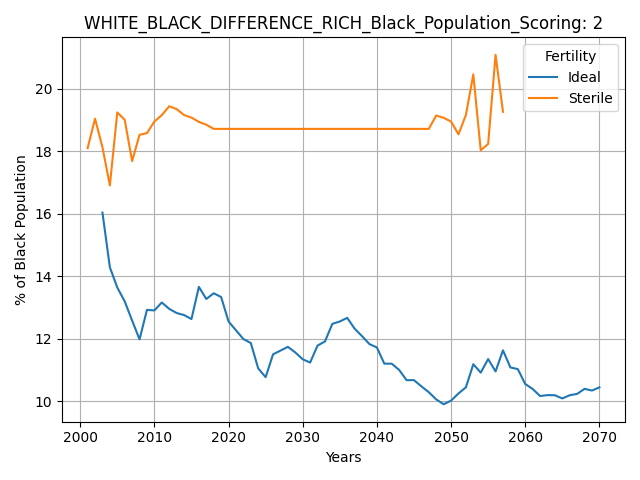 WHITE_BLACK_DIFFERENCE_RICH_Black_Population_Scoring: 2
Fertility
Ideal
Sterile
% of Black Population
20
18
16
14
12
10
2000 2010 2020 2030 2040 2050 2060 2070
Years